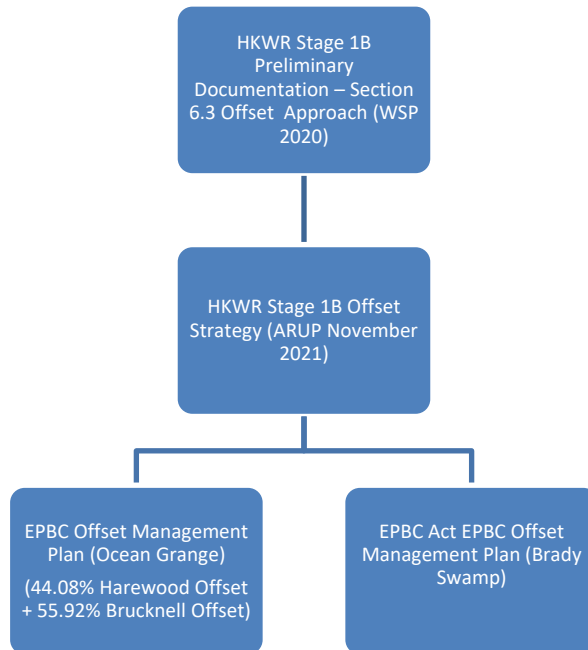 HKWR Stage 1B
Preliminary
Documentation – Section
6.3 Offset  Approach (WSP
2020)
HKWR Stage 1B Offset
Strategy (ARUP November
2021)
EPBC Offset Management
Plan (Ocean Grange)
(44.08% Harewood Offset
+ 55.92% Brucknell Offset)
EPBC Act EPBC Offset
Management Plan (Brady
Swamp)